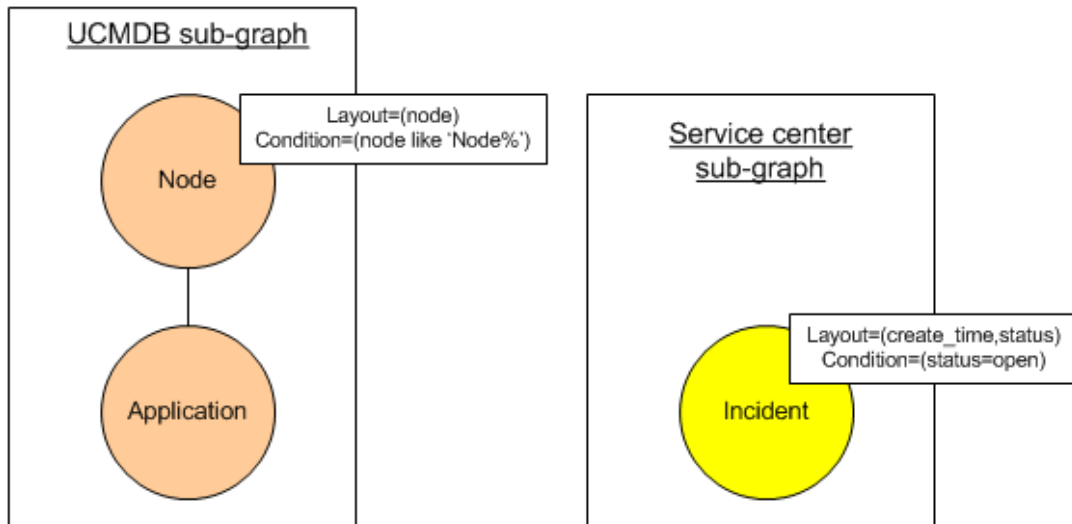 UCMDB sub-graph
Layout=(node)
Condition=(node like ‘Node%’)
Node
Application
Service center
sub-graph
Layout=(create_time,status)
Condition=(status=open)
Incident